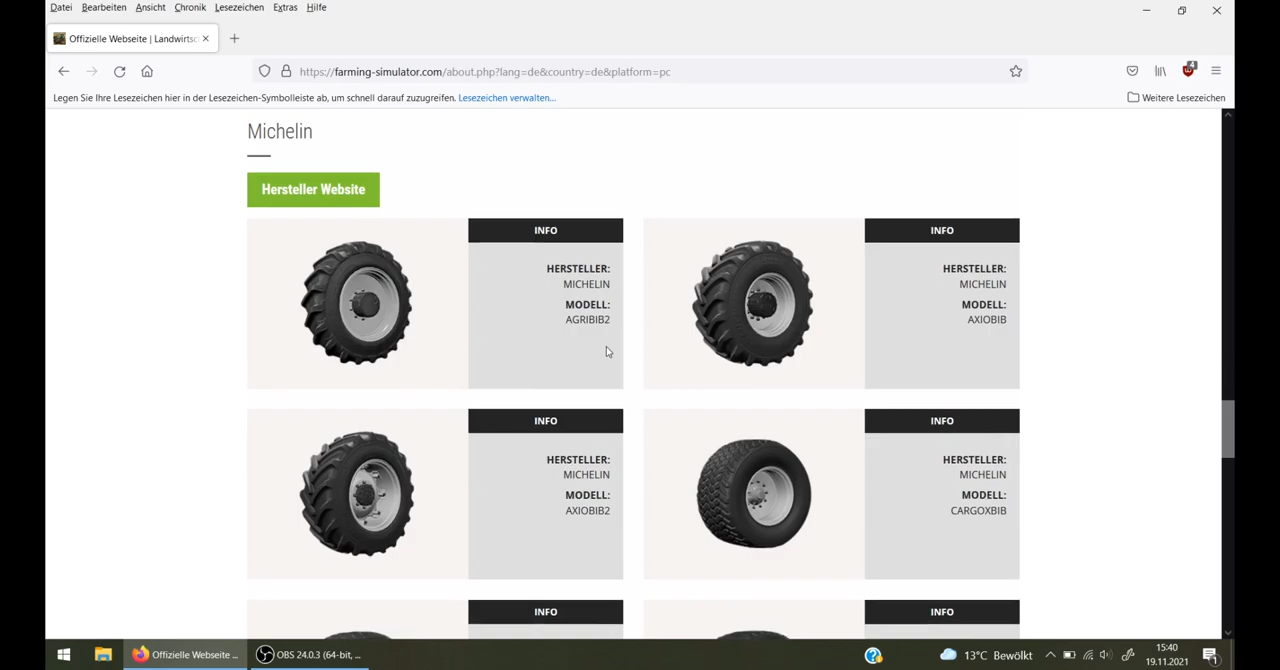 Datei Bearbeiten Ansicht Chronik Lesezeichen Extras Hilfe
Offizielle Webseite | Landwirtsc
https://farming-simulator.com/about.php?lang=de&country=de&platform=pc
4
Legen Sie Ihre Lesezeichen hier in der Lesezeichen-Symbolleiste ab, um schnell darauf zuzugreifen. Lesezeichen verwalten...
Weitere Lesezeichen
Michelin
Hersteller Website
INFO
HERSTELLER:
MICHELIN
MODELL:
AGRIBIB2
INFO
HERSTELLER:
MICHELIN
MODELL:
AXIOBIB
INFO
HERSTELLER:
MICHELIN
MODELL:
AXIOBIB2
INFO
HERSTELLER:
MICHELIN
MODELL:
CARGOXBIB
INFO
INFO
Offizielle Webseite ...
OBS 24.0.3 (64-bit, ...
13°C Bewölkt
15:40
19.11.2021
1